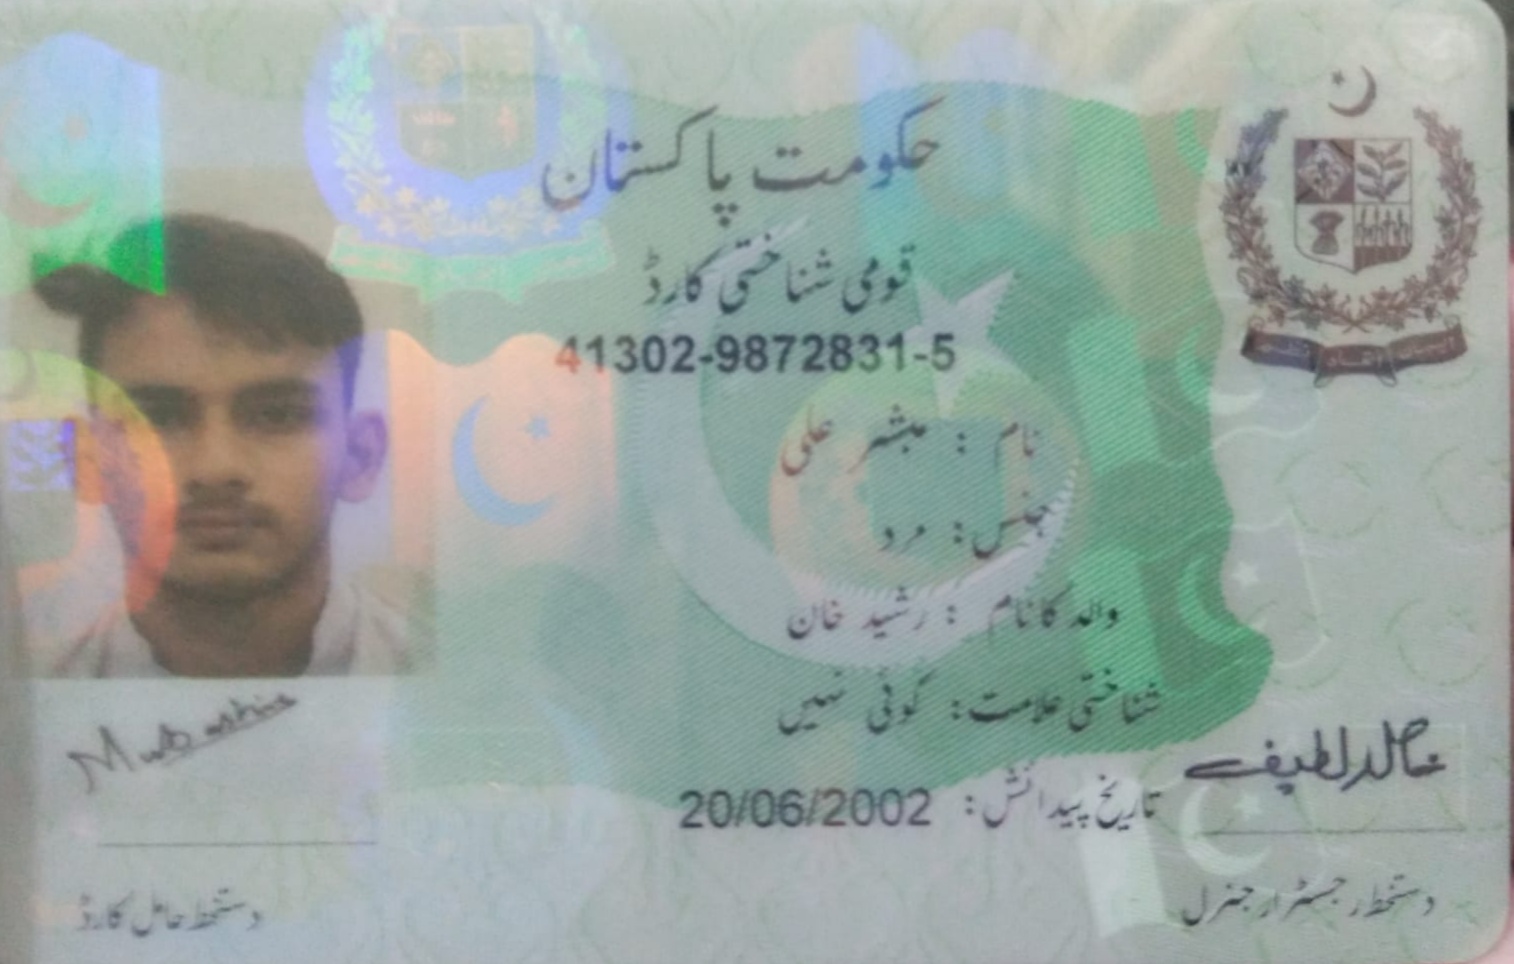 حکومت پاکستان
قومی شناختی کارڈ
41302-9872831-5
نام : مبشر علی
جنس: مرد
والد کا نام : رشید خان
شناختی علامت: کوئی نہیں
تاریخ پیدائش: 20/06/2002
Mubashir
خالد لطیف
دستخط حامل کارڈ
دستخط رجسٹرار جنرل